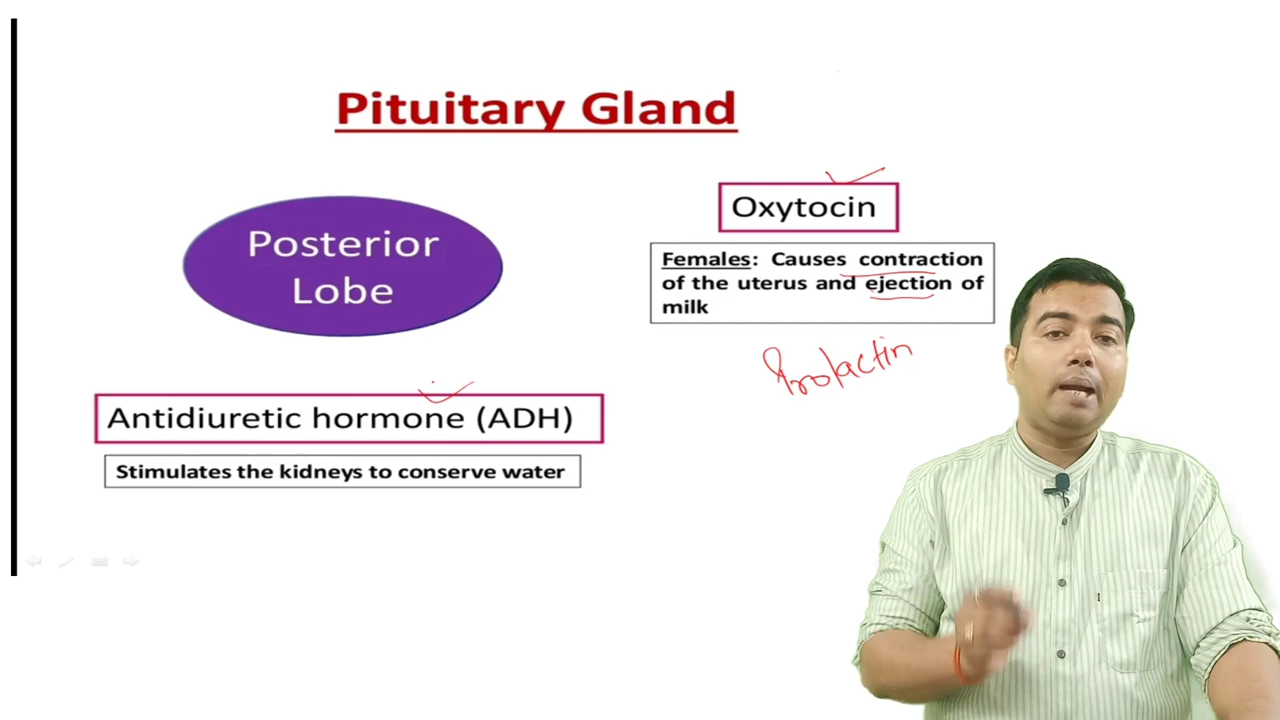 Pituitary Gland
Posterior
Lobe
Oxytocin
Females: Causes contraction
of the uterus and ejection of
milk
Prolactin
Antidiuretic hormone (ADH)
Stimulates the kidneys to conserve water